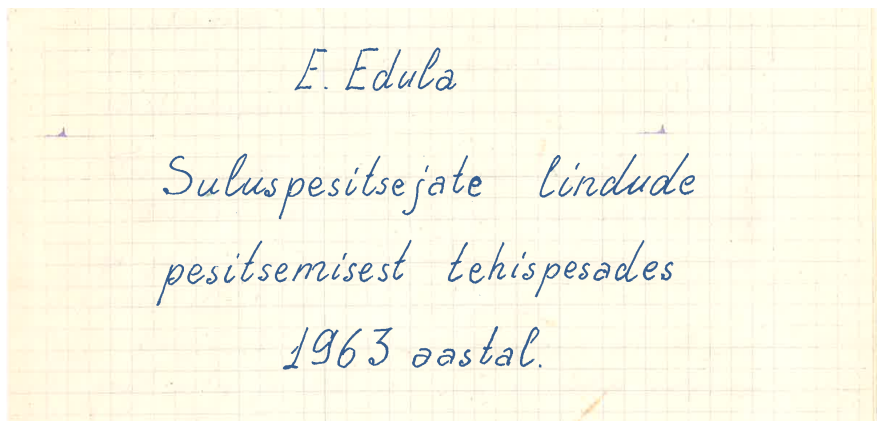 E. Edula
Suluspesitsejate lindude
pesitsemisest tehispesades
1963 aastal.